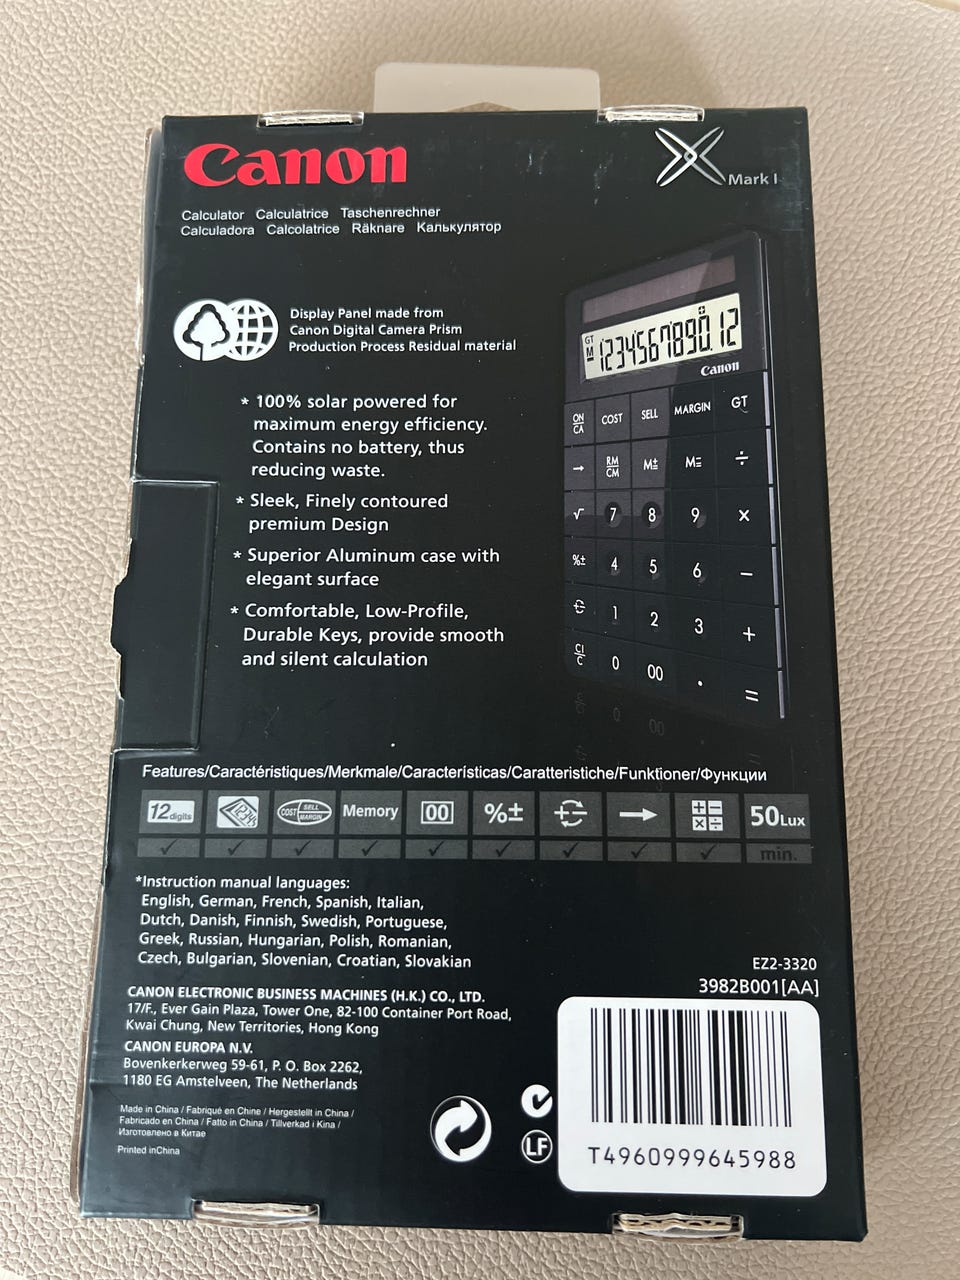 Canon
X Mark I
Calculator Calculatrice Taschenrechner
Calculadora Calcolatrice Räknare Калькулятор
Display Panel made from
Canon Digital Camera Prism
Production Process Residual material
* 100% solar powered for
maximum energy efficiency.
Contains no battery, thus
reducing waste.
* Sleek, Finely contoured
premium Design
* Superior Aluminum case with
elegant surface
* Comfortable, Low-Profile,
Durable Keys, provide smooth
and silent calculation
GT
M
123456789012
Canon
ON
CA COST SELL MARGIN GT
→ RM
CM M± M= ÷
√ 7 8 9 ×
%± 4 5 6 −
1 2 3 +
CI
C 0 00 . =
Features/Caractéristiques/Merkmale/Características/Caratteristiche/Funktioner/Функции
12 digits 12345 COST SELL MARGIN Memory 00 %± → + − × ÷ 50 Lux
✓ ✓ ✓ ✓ ✓ ✓ ✓ ✓ ✓ min.
*Instruction manual languages:
English, German, French, Spanish, Italian,
Dutch, Danish, Finnish, Swedish, Portuguese,
Greek, Russian, Hungarian, Polish, Romanian,
Czech, Bulgarian, Slovenian, Croatian, Slovakian
EZ2-3320
3982B001[AA]
CANON ELECTRONIC BUSINESS MACHINES (H.K.) CO., LTD.
17/F., Ever Gain Plaza, Tower One, 82-100 Container Port Road,
Kwai Chung, New Territories, Hong Kong
CANON EUROPA N.V.
Bovenkerkerweg 59-61, P. O. Box 2262,
1180 EG Amstelveen, The Netherlands
Made in China / Fabriqué en Chine / Hergestellt in China /
Fabricado en China / Fatto in China / Tillverkad i Kina /
Изготовлено в Китае
Printed inChina
LF
T4960999645988